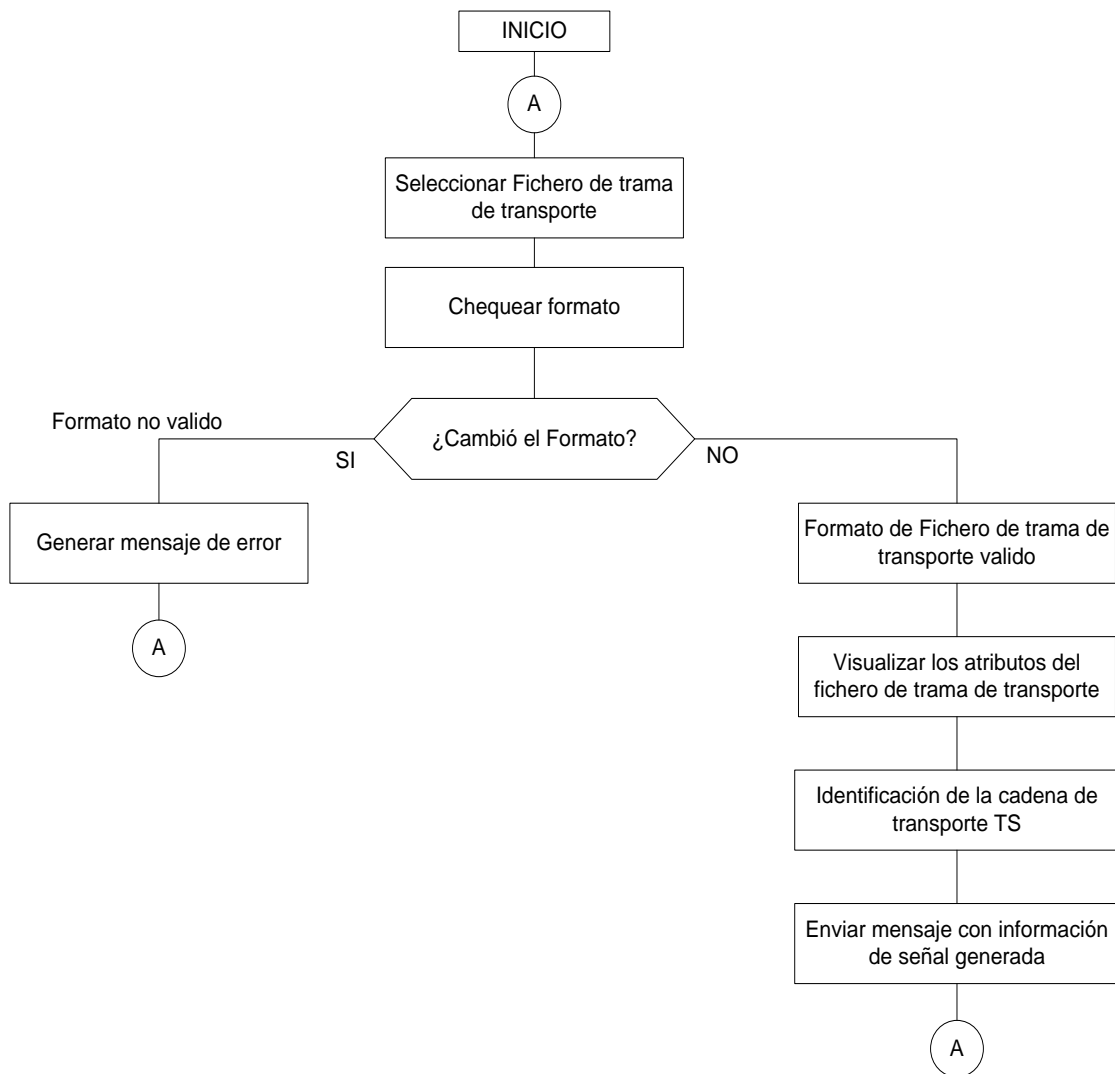 INICIO
A
Seleccionar Fichero de trama
de transporte
Chequear formato
¿Cambió el Formato?
Formato no valido
SI
NO
Generar mensaje de error
A
Formato de Fichero de trama de
transporte valido
Visualizar los atributos del
fichero de trama de transporte
Identificación de la cadena de
transporte TS
Enviar mensaje con información
de señal generada
A